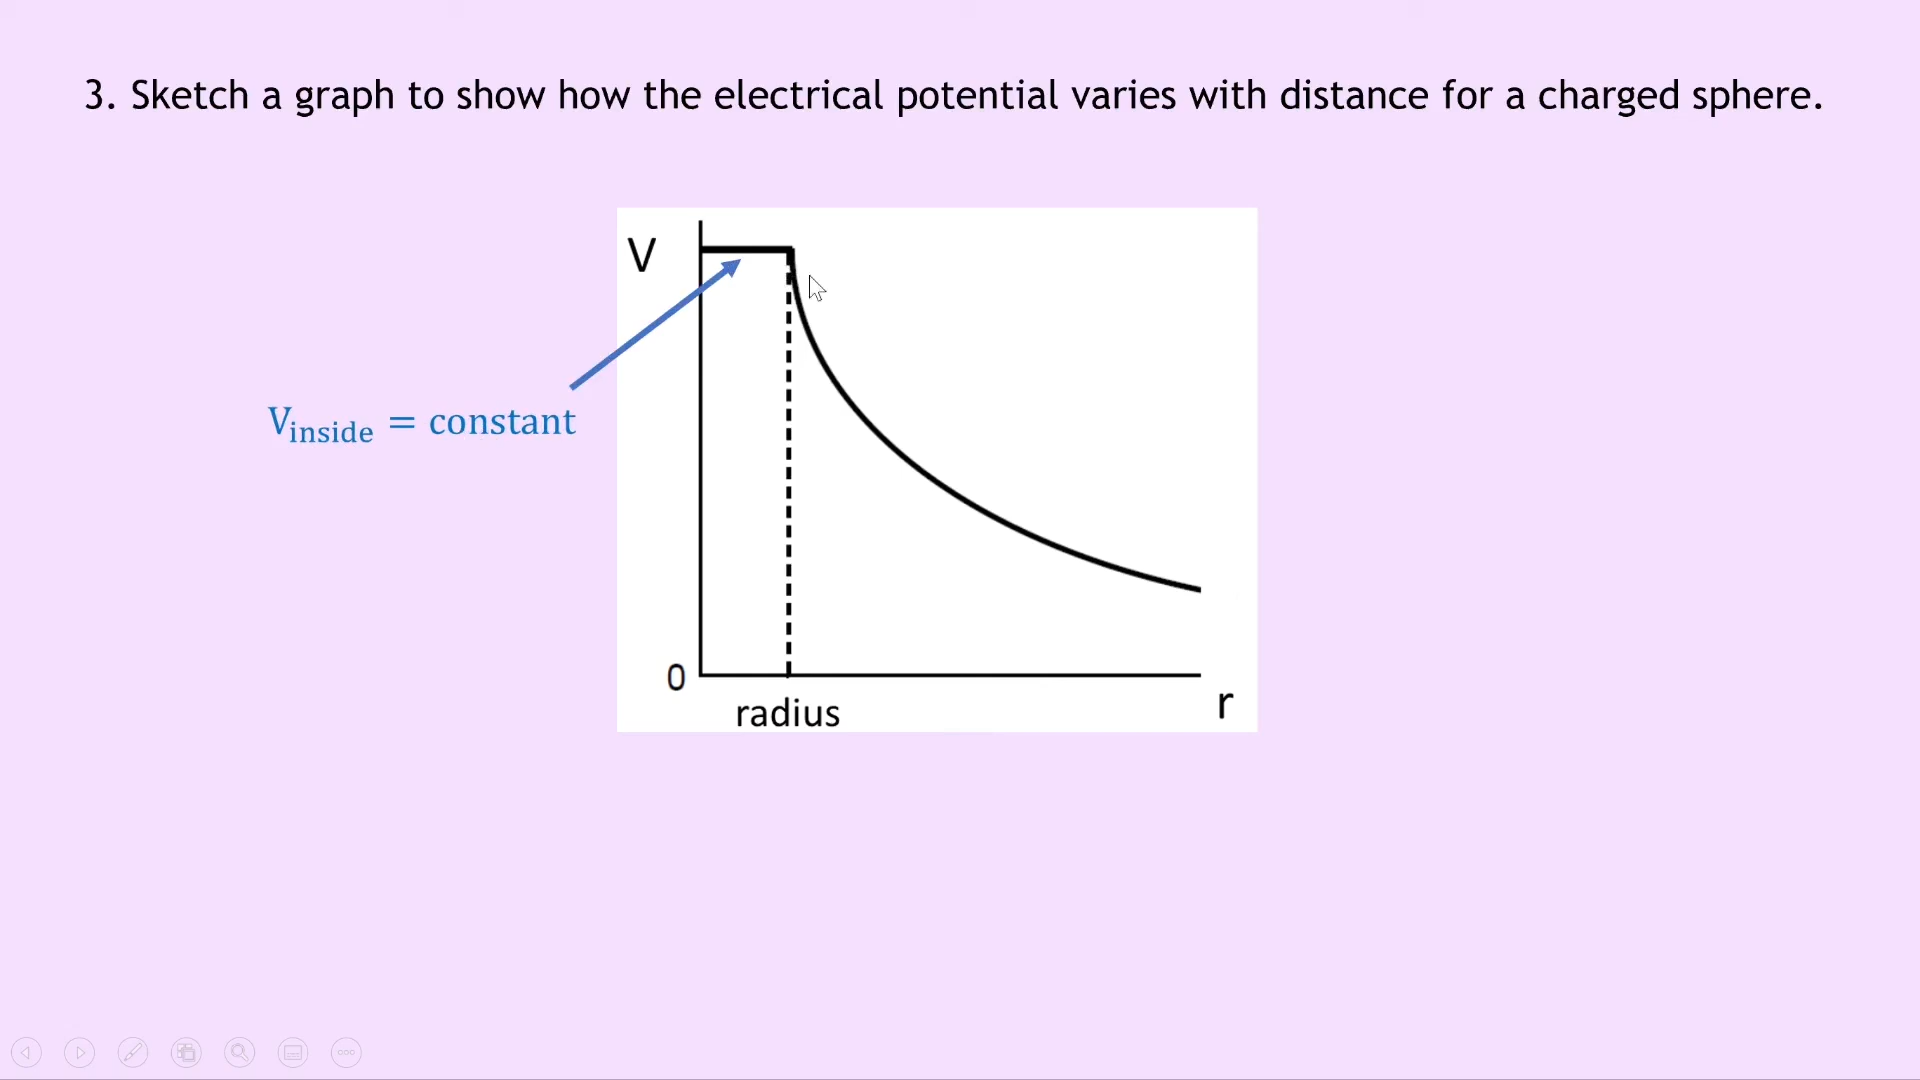 3. Sketch a graph to show how the electrical potential varies with distance for a charged sphere.
V
V_inside = constant
0
radius
r